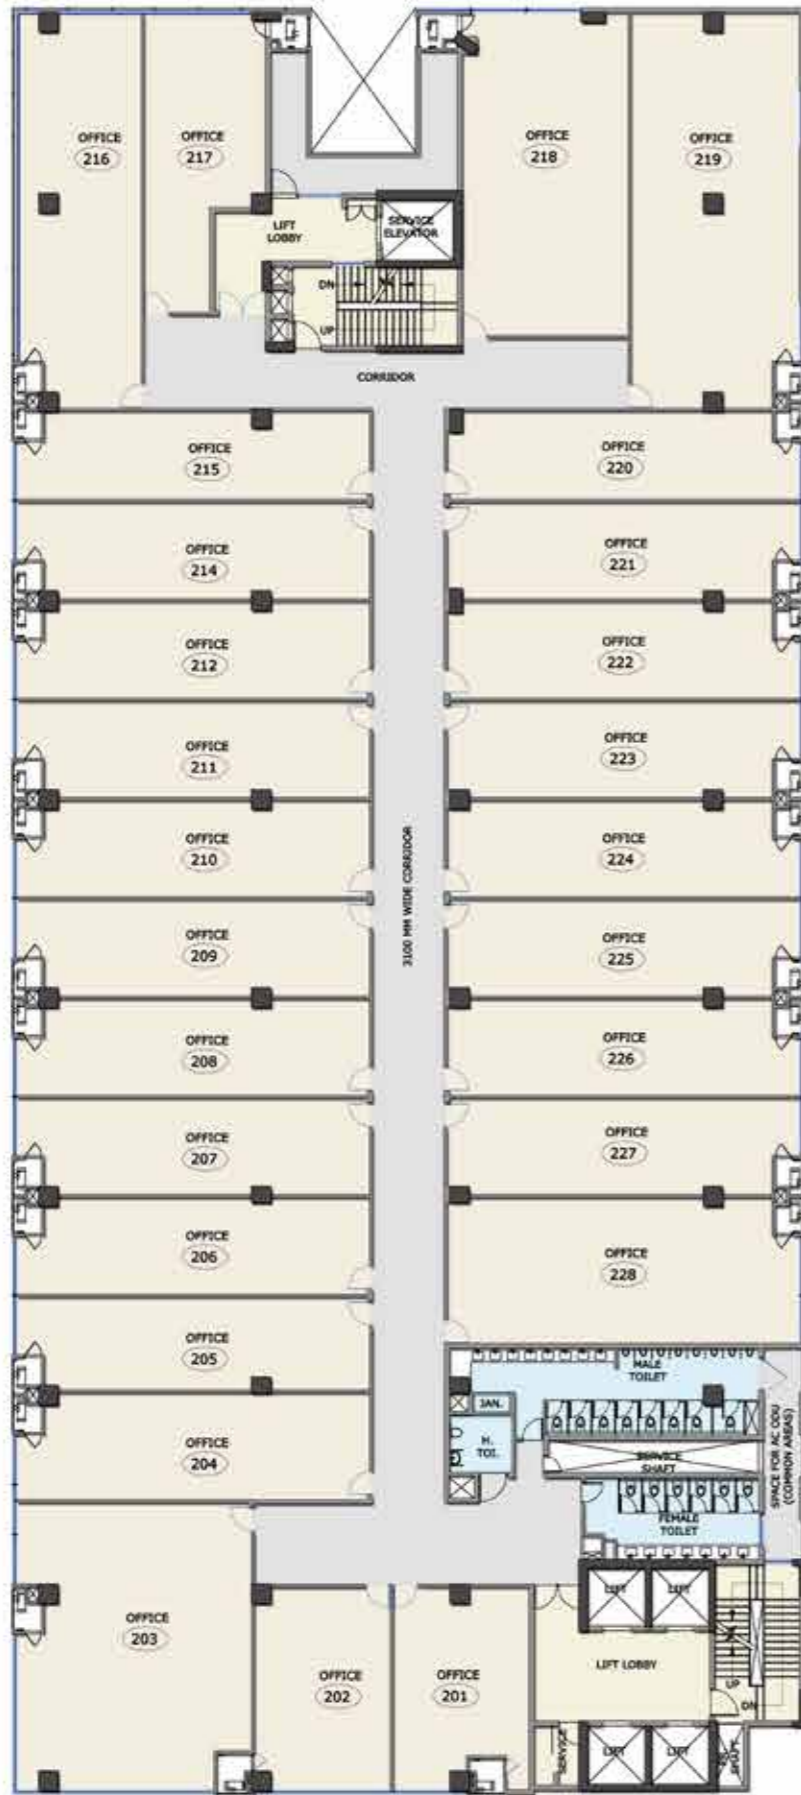 OFFICE
216
OFFICE
217
OFFICE
218
OFFICE
219
LIFT
LOBBY
SERVICE
ELEVATOR
DN
UP
CORRIDOR
OFFICE
215
OFFICE
220
OFFICE
214
OFFICE
221
OFFICE
212
OFFICE
222
OFFICE
211
OFFICE
223
OFFICE
210
OFFICE
224
3100 MM WIDE CORRIDOR
OFFICE
209
OFFICE
225
OFFICE
208
OFFICE
226
OFFICE
207
OFFICE
227
OFFICE
206
OFFICE
228
OFFICE
205
MALE
TOILET
JAN.
H.
TOI.
SERVICE
SHAFT
SPACE FOR AC ODU
(COMMON AREAS)
OFFICE
204
FEMALE
TOILET
OFFICE
203
OFFICE
202
OFFICE
201
LIFT
LIFT
LIFT LOBBY
UP
DN
SERVICE
LIFT
LIFT
SHAFT